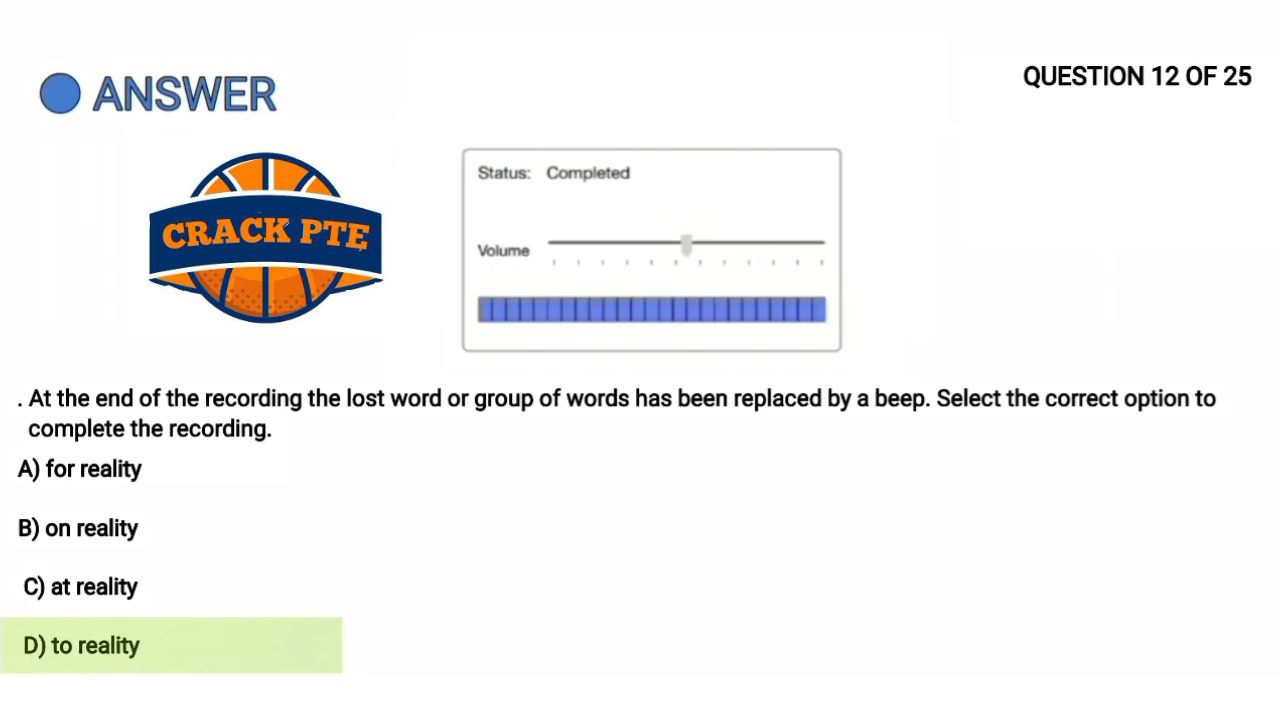 ANSWER
QUESTION 12 OF 25
CRACK PTE
Status: Completed
Volume
. At the end of the recording the lost word or group of words has been replaced by a beep. Select the correct option to
complete the recording.
A) for reality
B) on reality
C) at reality
D) to reality